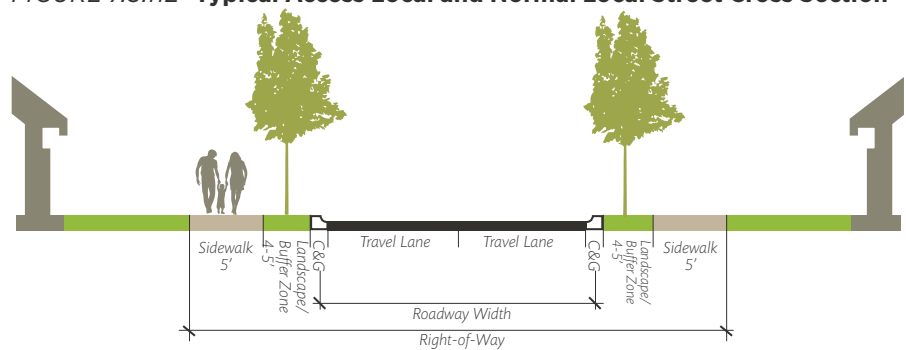 FIGURE Typical Access Local and Normal Local Street Cross Section
Sidewalk
5'
Landscape/
Buffer Zone
4-5'
C&G
Travel Lane
Travel Lane
C&G
Landscape/
Buffer Zone
4-5'
Sidewalk
5'
Roadway Width
Right-of-Way